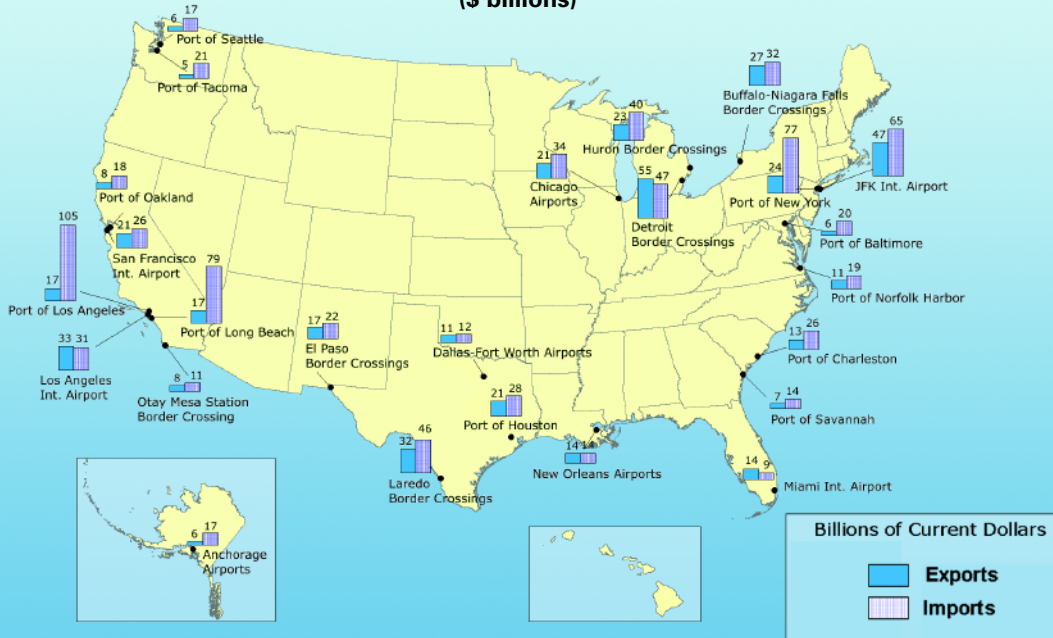 ($ billions)
6 17
Port of Seattle
5 21
Port of Tacoma
8 18
Port of Oakland
21 26
San Francisco
Int. Airport
105
17
Port of Los Angeles
79
17
Port of Long Beach
33 31
Los Angeles
Int. Airport
8 11
Otay Mesa Station
Border Crossing
17 22
El Paso
Border Crossings
11 12
Dallas-Fort Worth Airports
21 28
Port of Houston
32 46
Laredo
Border Crossings
14
New Orleans Airports
21 34
Chicago
Airports
23 40
Huron Border Crossings
55 47
Detroit
Border Crossings
27 32
Buffalo-Niagara Falls
Border Crossings
77
24
Port of New York
47 65
JFK Int. Airport
6 20
Port of Baltimore
11 19
Port of Norfolk Harbor
13 26
Port of Charleston
7 14
Port of Savannah
14 9
Miami Int. Airport
6 17
Anchorage
Airports
Billions of Current Dollars
Exports
Imports